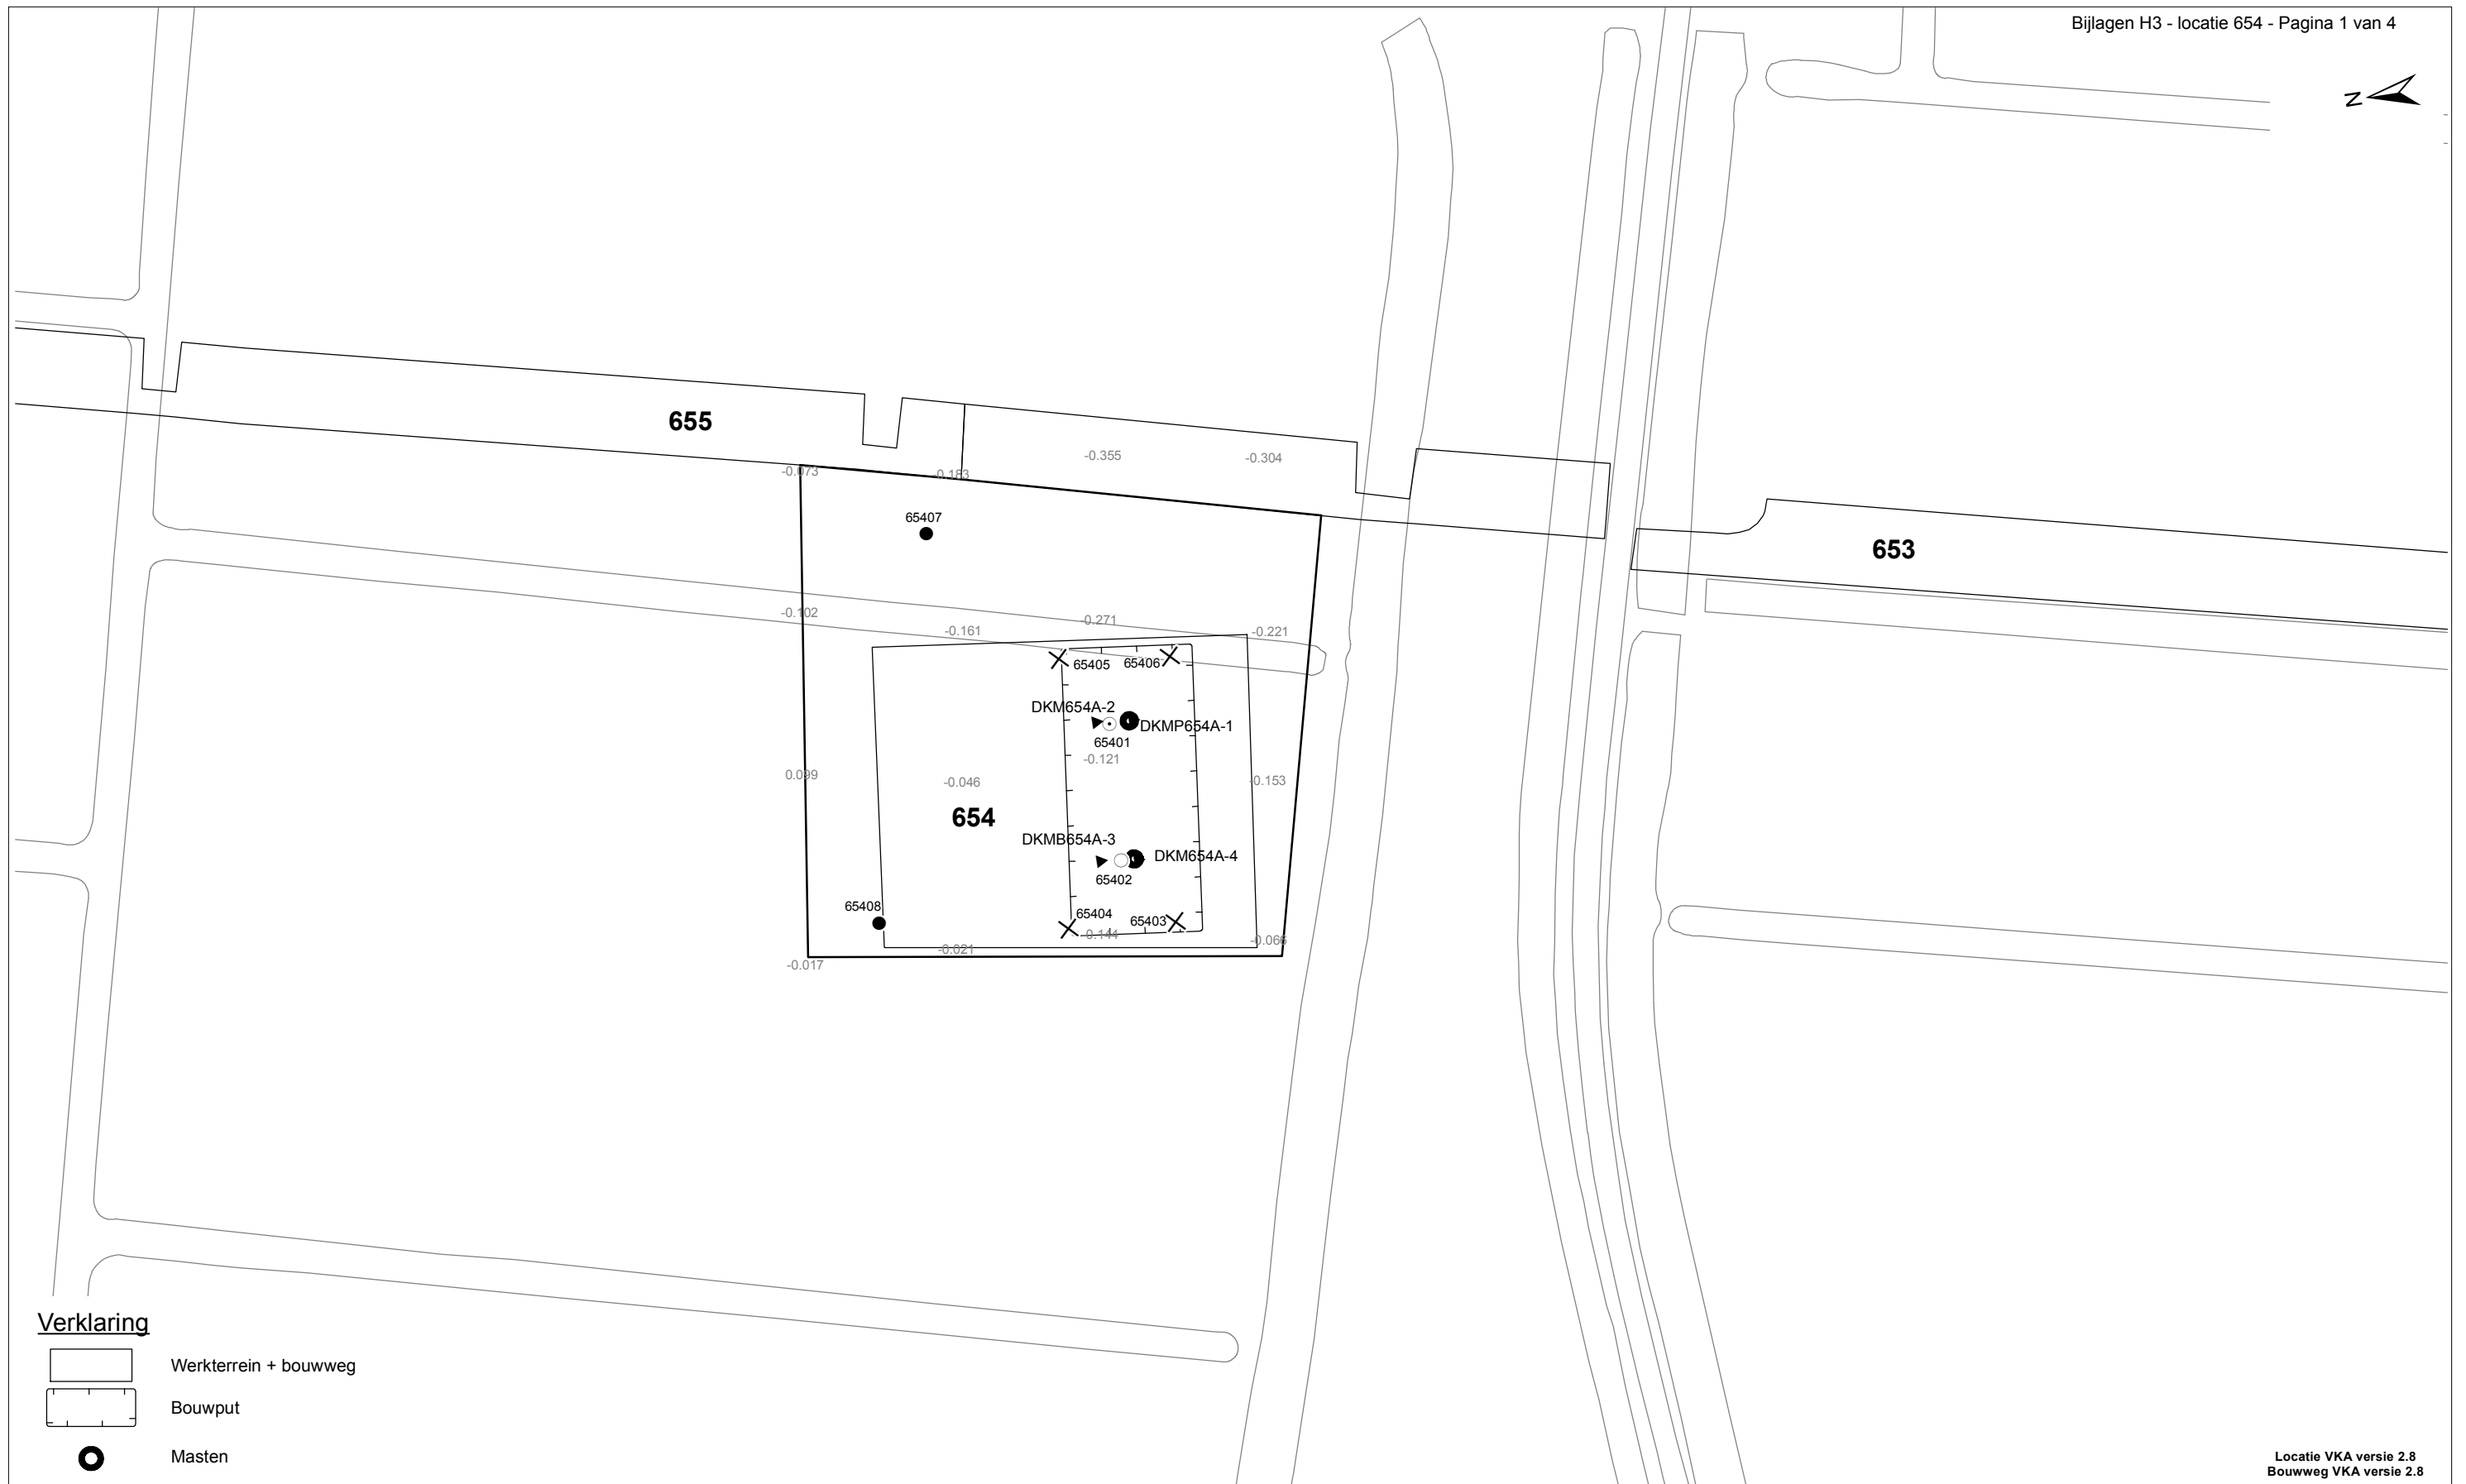 Bijlagen H3 - locatie 654 - Pagina 1 van 4
N
655
-0.355
-0.304
-0.073
-0.183
65407
653
-0.102
-0.161
-0.271
-0.221
65405
65406
DKM654A-2
DKMP654A-1
65401
-0.121
0.099
-0.046
-0.153
654
DKMB654A-3
DKM654A-4
65402
65408
65404
65403
-0.144
-0.066
-0.021
-0.017
Verklaring
Werkterrein + bouwweg
Bouwput
Masten
Locatie VKA versie 2.8
Bouwweg VKA versie 2.8